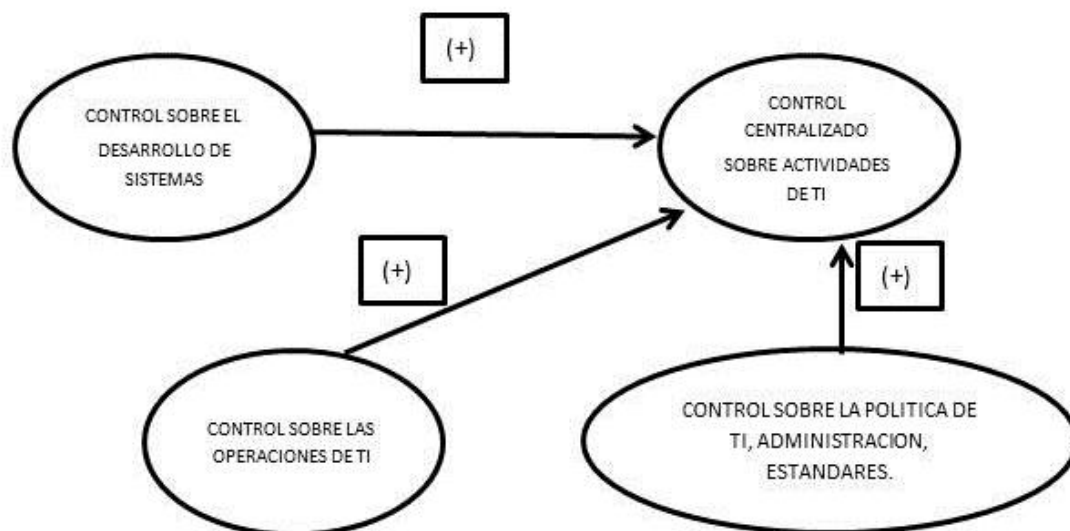 (+)
CONTROL SOBRE EL
DESARROLLO DE
SISTEMAS
CONTROL
CENTRALIZADO
SOBRE ACTIVIDADES
DE TI
(+)
(+)
CONTROL SOBRE LAS
OPERACIONES DE TI
CONTROL SOBRE LA POLITICA DE
TI, ADMINISTRACION,
ESTANDARES.